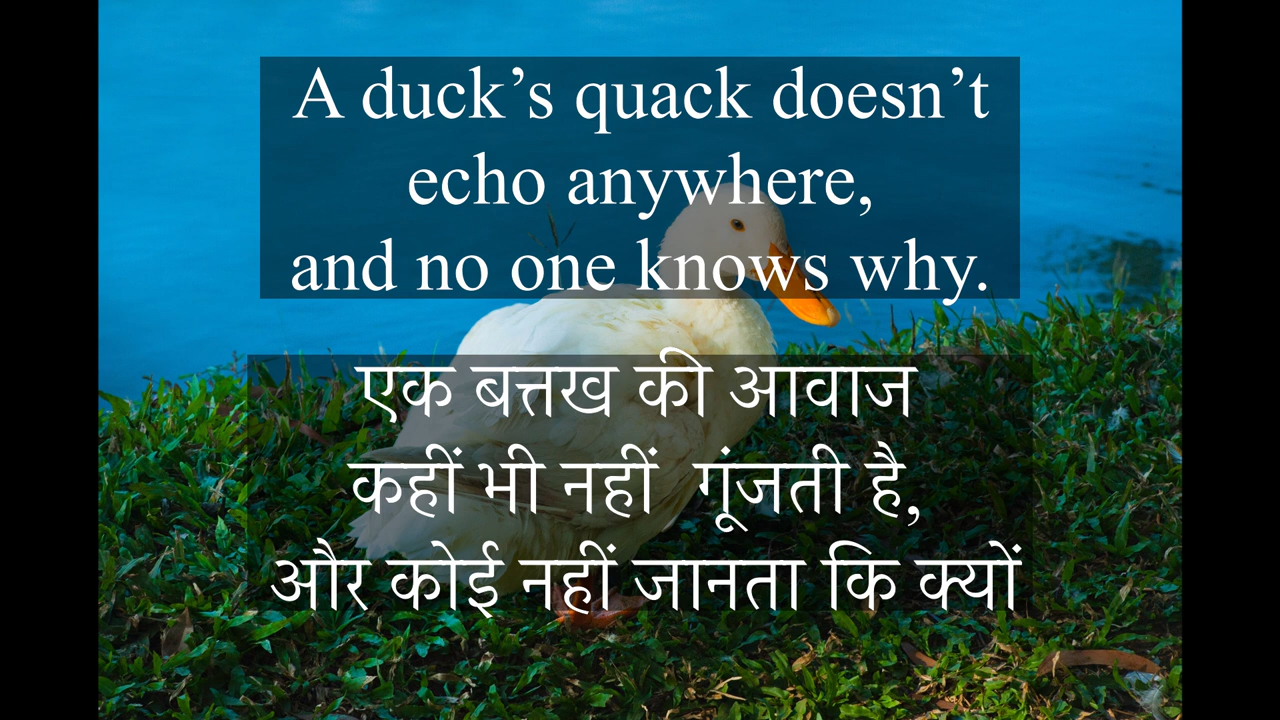 A duck’s quack doesn’t
echo anywhere,
and no one knows why.
एक बत्तख की आवाज
कहीं भी नहीं  गूंजती है,
और कोई नहीं जानता कि क्यों